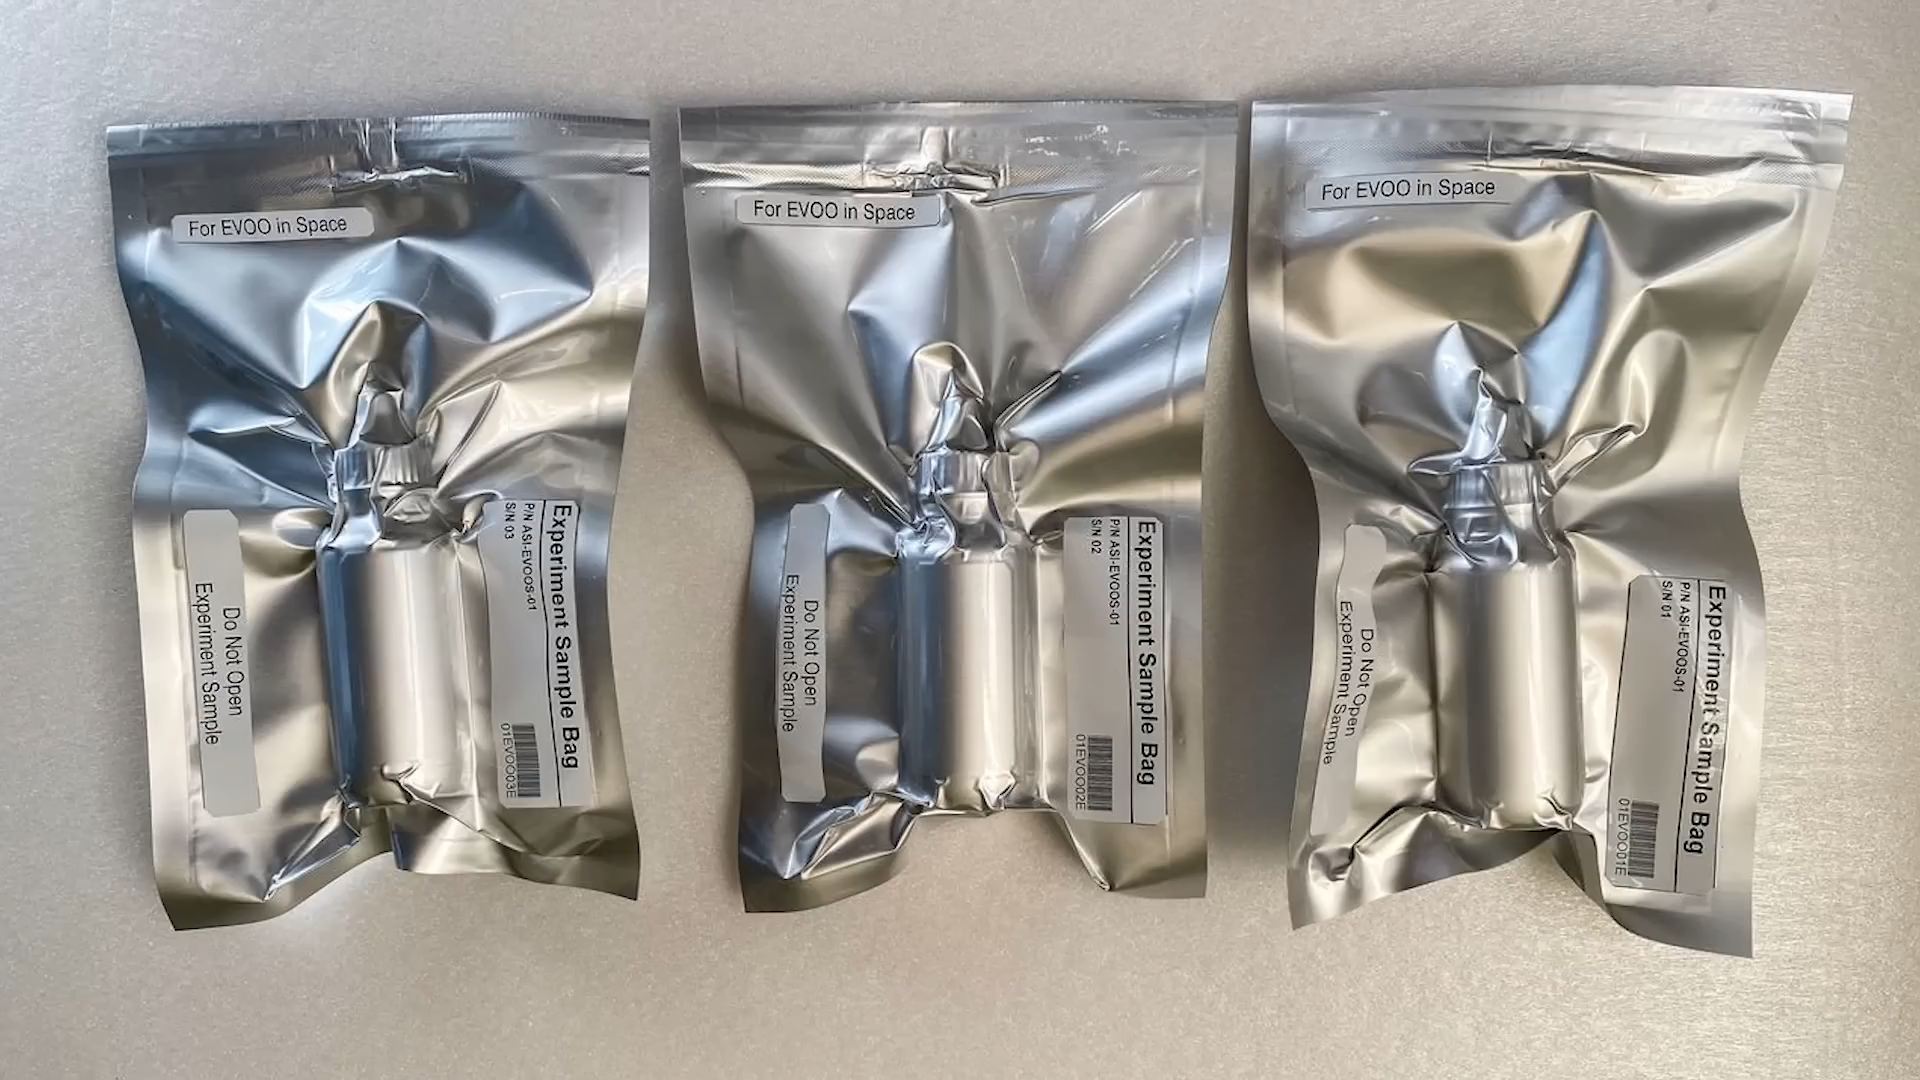 For EVOO in Space
Do Not Open
Experiment Sample
Experiment Sample Bag
P/N ASI-EVOOS-01
S/N 03
01EVOO03E
For EVOO in Space
Do Not Open
Experiment Sample
Experiment Sample Bag
P/N ASI-EVOOS-01
S/N 02
01EVOO02E
For EVOO in Space
Do Not Open
Experiment Sample
Experiment Sample Bag
P/N ASI-EVOOS-01
S/N 01
01EVOO01E